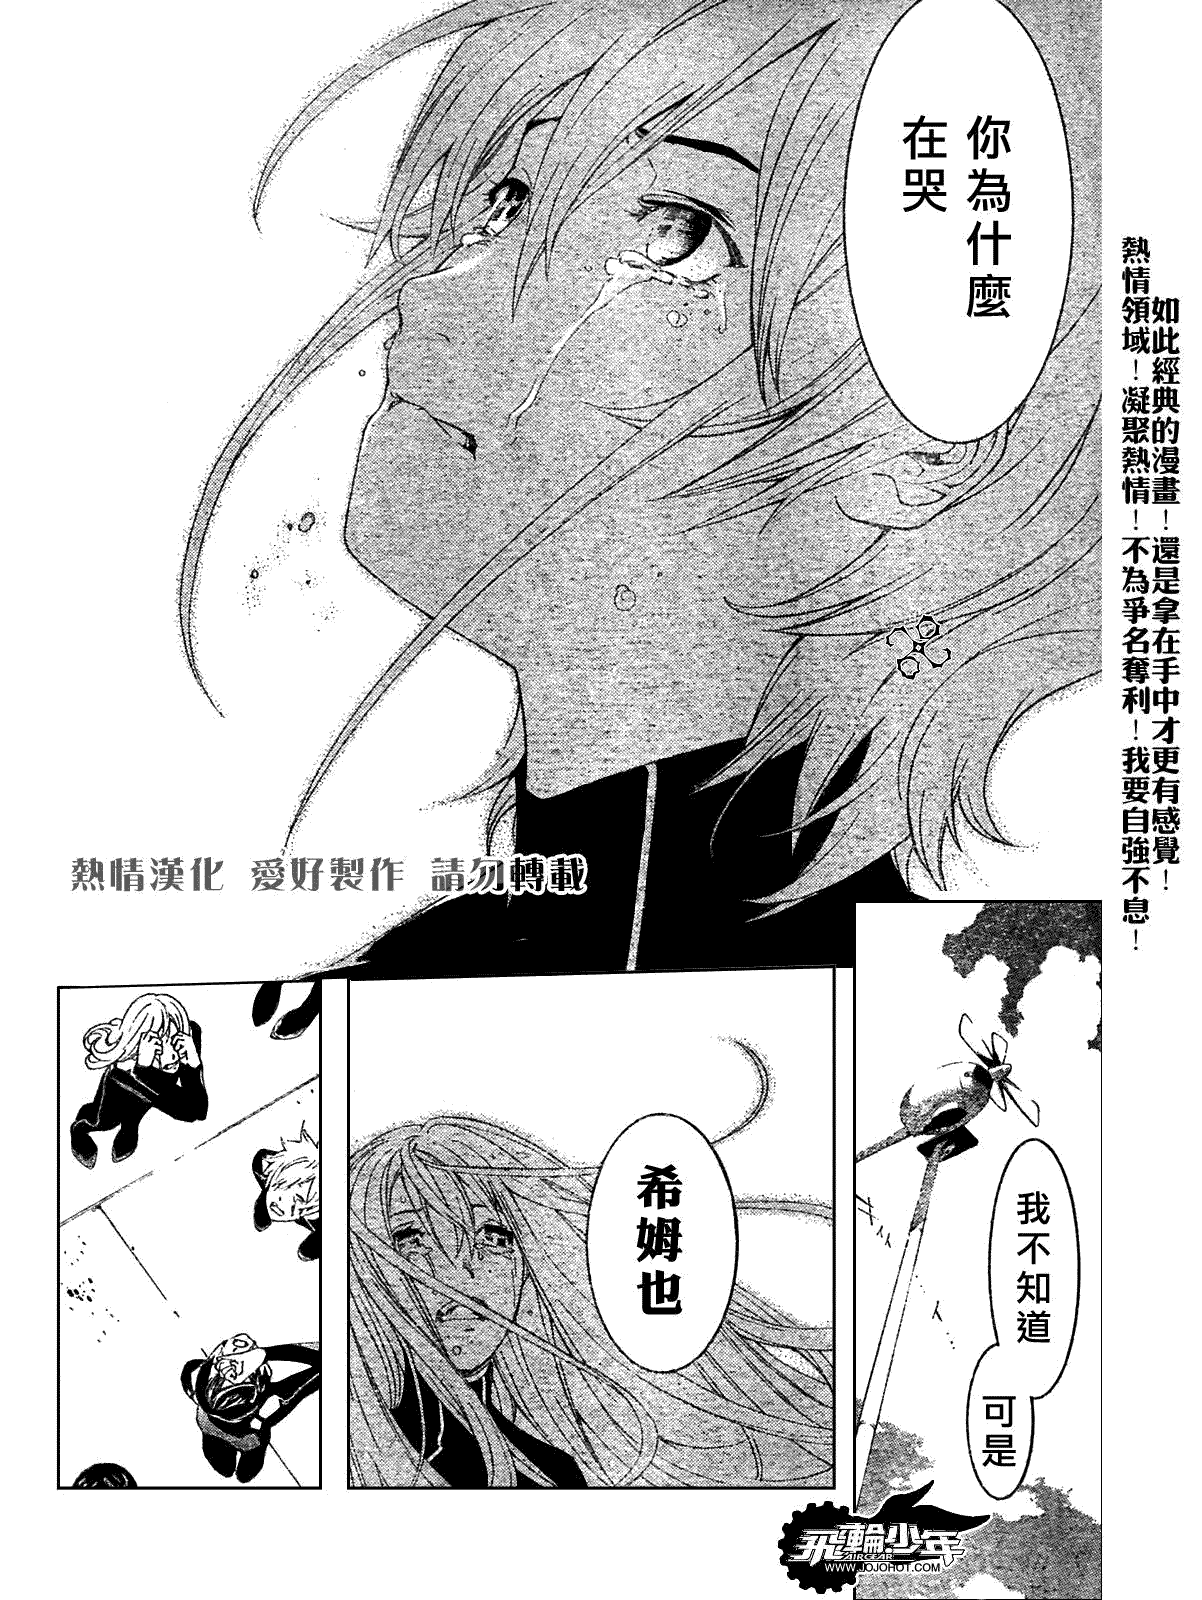 你為什麼
在哭
如此經典的漫畫！還是拿在手中才更有感覺！
熱情領域！凝聚熱情！不為爭名奪利！我要自強不息！
熱情漢化 愛好製作 請勿轉載
我不知道
可是
希姆也
飛輪少年
AIRGEAR
WWW.JOJOHOT.COM